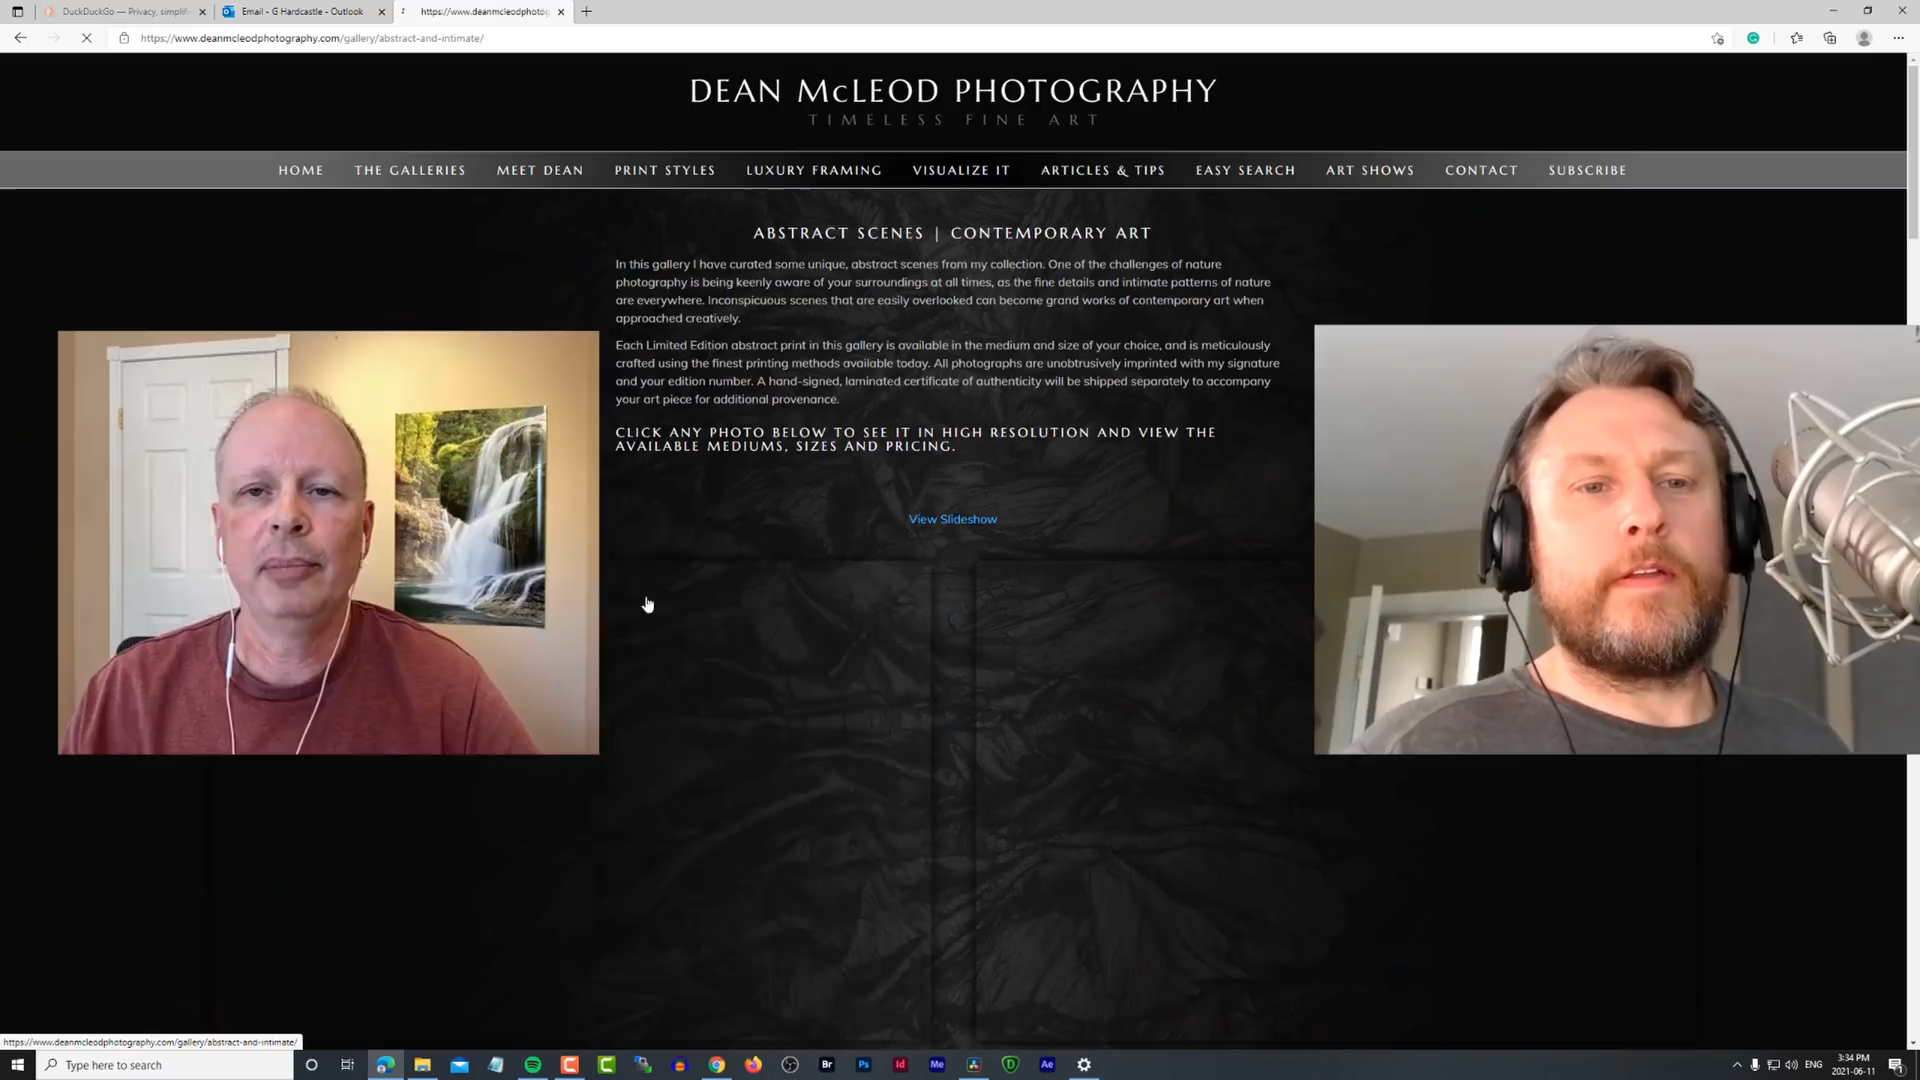 DuckDuckGo — Privacy, simplifi
Email - G Hardcastle - Outlook
https://www.deanmcleodphotog
https://www.deanmcleodphotography.com/gallery/abstract-and-intimate/
DEAN McLEOD PHOTOGRAPHY
TIMELESS FINE ART
HOME THE GALLERIES MEET DEAN PRINT STYLES LUXURY FRAMING VISUALIZE IT ARTICLES & TIPS EASY SEARCH ART SHOWS CONTACT SUBSCRIBE
ABSTRACT SCENES | CONTEMPORARY ART
In this gallery I have curated some unique, abstract scenes from my collection. One of the challenges of nature
photography is being keenly aware of your surroundings at all times, as the fine details and intimate patterns of nature
are everywhere. Inconspicuous scenes that are easily overlooked can become grand works of contemporary art when
approached creatively.
Each Limited Edition abstract print in this gallery is available in the medium and size of your choice, and is meticulously
crafted using the finest printing methods available today. All photographs are unobtrusively imprinted with my signature
and your edition number. A hand-signed, laminated certificate of authenticity will be shipped separately to accompany
your art piece for additional provenance.
CLICK ANY PHOTO BELOW TO SEE IT IN HIGH RESOLUTION AND VIEW THE
AVAILABLE MEDIUMS, SIZES AND PRICING.
View Slideshow
https://www.deanmcleodphotography.com/gallery/abstract-and-intimate/
Type here to search
Br Ps Id Me Ae
ENG
3:34 PM
2021-06-11